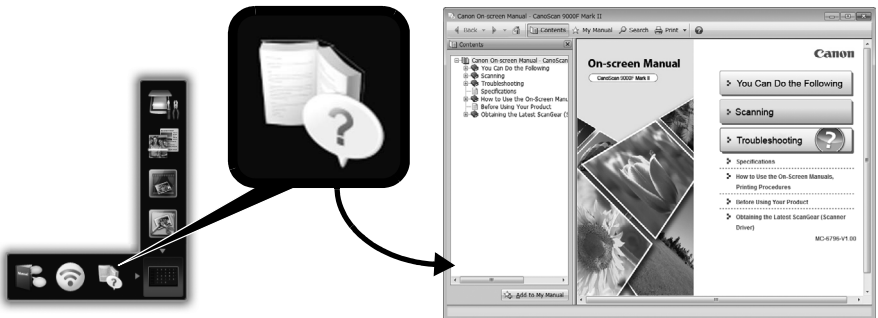 Canon On-screen Manual - CanoScan 9000F Mark II
Back Contents My Manual Search Print
Contents
Canon On-screen Manual - CanoScan
You Can Do the Following
Scanning
Troubleshooting
Specifications
How to Use the On-Screen Manu
Before Using Your Product
Obtaining the Latest ScanGear (S
Add to My Manual
On-screen Manual
CanoScan 9000F Mark II
Canon
You Can Do the Following
Scanning
Troubleshooting
Specifications
How to Use the On-Screen Manuals,
Printing Procedures
Before Using Your Product
Obtaining the Latest ScanGear (Scanner
Driver)
MC-6796-V1.00